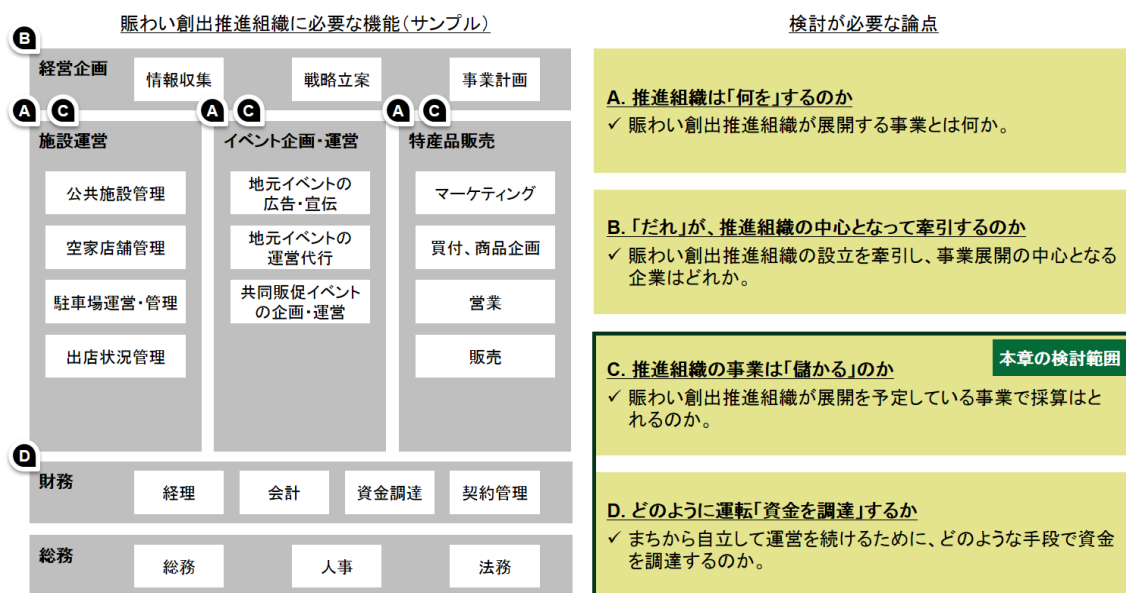 賑わい創出推進組織に必要な機能(サンプル)
B
経営企画
情報収集
戦略立案
事業計画
A C
施設運営
公共施設管理
空家店舗管理
駐車場運営・管理
出店状況管理
A C
イベント企画・運営
地元イベントの
広告・宣伝
地元イベントの
運営代行
共同販促イベント
の企画・運営
A C
特産品販売
マーケティング
買付、商品企画
営業
販売
D
財務
経理
会計
資金調達
契約管理
総務
総務
人事
法務
検討が必要な論点
A. 推進組織は「何を」するのか
✓ 賑わい創出推進組織が展開する事業とは何か。
B. 「だれ」が、推進組織の中心となって牽引するのか
✓ 賑わい創出推進組織の設立を牽引し、事業展開の中心となる
企業はどれか。
本章の検討範囲
C. 推進組織の事業は「儲かる」のか
✓ 賑わい創出推進組織が展開を予定している事業で採算はと
れるのか。
D. どのように運転「資金を調達」するか
✓ まちから自立して運営を続けるために、どのような手段で資金
を調達するのか。